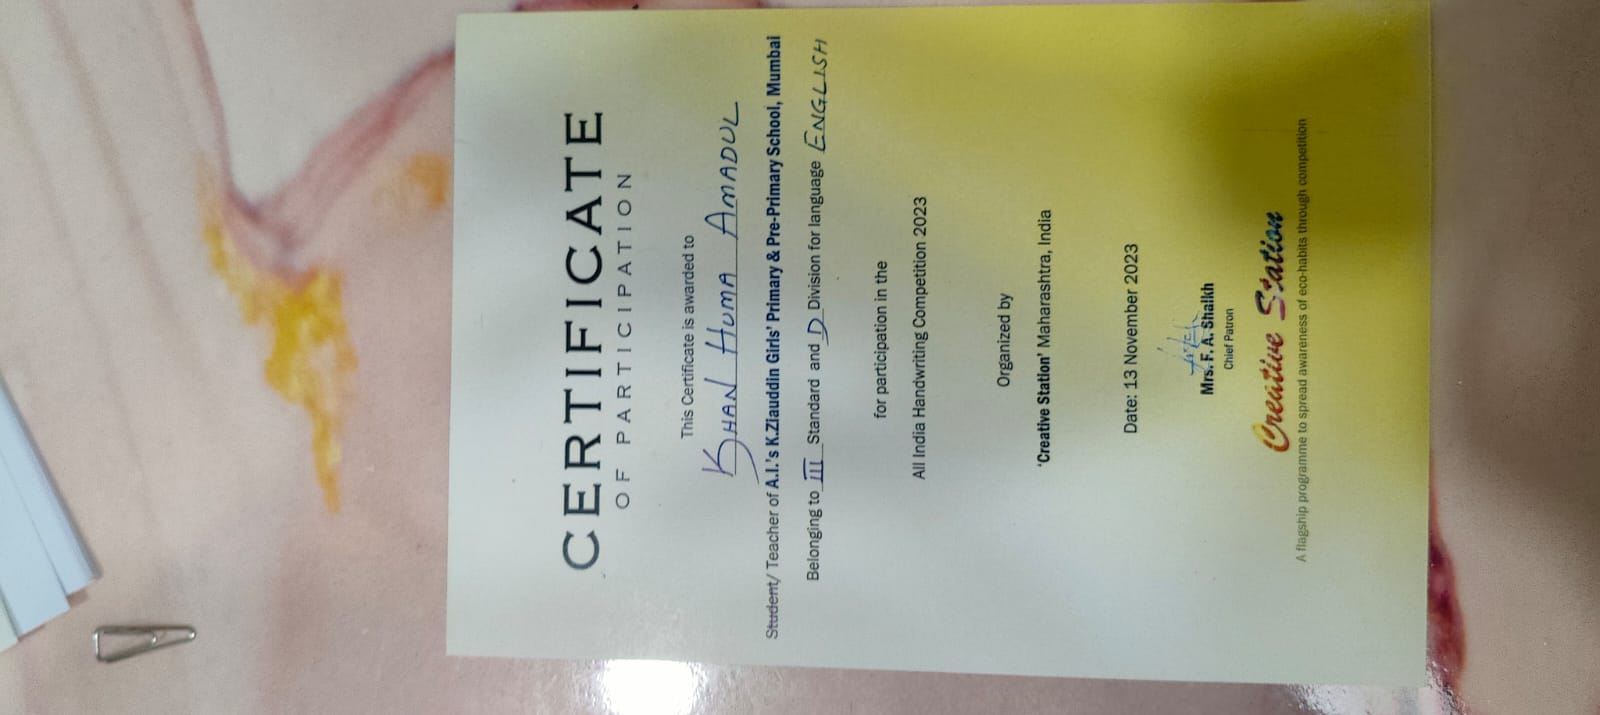 CERTIFICATE
OF PARTICIPATION
This Certificate is awarded to
KHAN HUMA AMADUL
Student/ Teacher of A.I.'s K.Ziauddin Girls' Primary & Pre-Primary School, Mumbai
Belonging to III Standard and D Division for language ENGLISH
for participation in the
All India Handwriting Competition 2023
Organized by
'Creative Station' Maharashtra, India
Date: 13 November 2023
Mrs. F. A. Shaikh
Chief Patron
Creative Station
A flagship programme to spread awareness of eco-habits through competition